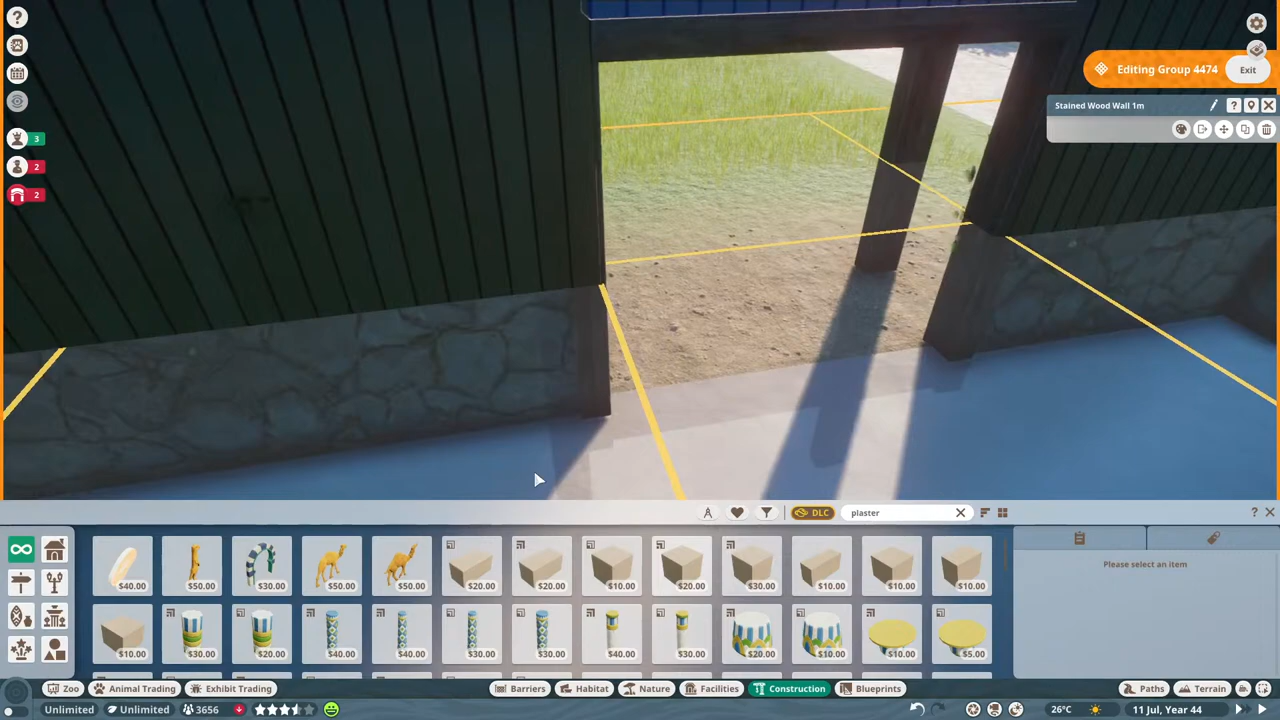 ?
Editing Group 4474
Exit
Stained Wood Wall 1m
?
3
2
2
DLC
plaster
?
$40.00
$50.00
$30.00
$50.00
$50.00
$20.00
$20.00
$10.00
$20.00
$30.00
$10.00
$10.00
$10.00
Please select an item
$10.00
$30.00
$20.00
$40.00
$40.00
$30.00
$30.00
$40.00
$30.00
$20.00
$10.00
$10.00
$5.00
Zoo
Animal Trading
Exhibit Trading
Barriers
Habitat
Nature
Facilities
Construction
Blueprints
Paths
Terrain
Unlimited
Unlimited
3656
26°C
11 Jul, Year 44